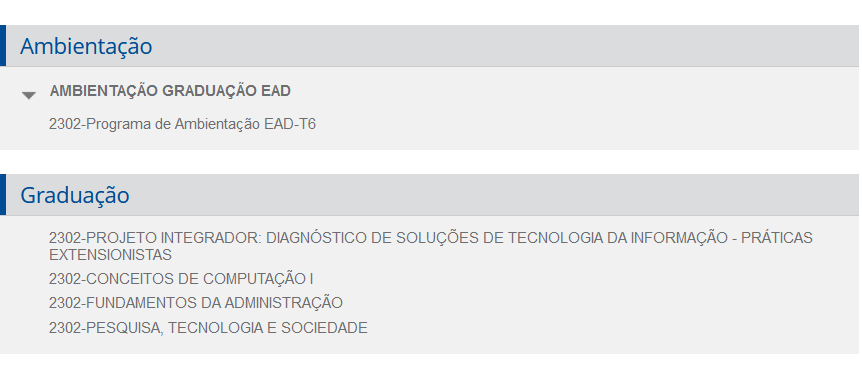 Ambientação
AMBIENTAÇÃO GRADUAÇÃO EAD
2302-Programa de Ambientação EAD-T6
Graduação
2302-PROJETO INTEGRADOR: DIAGNÓSTICO DE SOLUÇÕES DE TECNOLOGIA DA INFORMAÇÃO - PRÁTICAS
EXTENSIONISTAS
2302-CONCEITOS DE COMPUTAÇÃO I
2302-FUNDAMENTOS DA ADMINISTRAÇÃO
2302-PESQUISA, TECNOLOGIA E SOCIEDADE